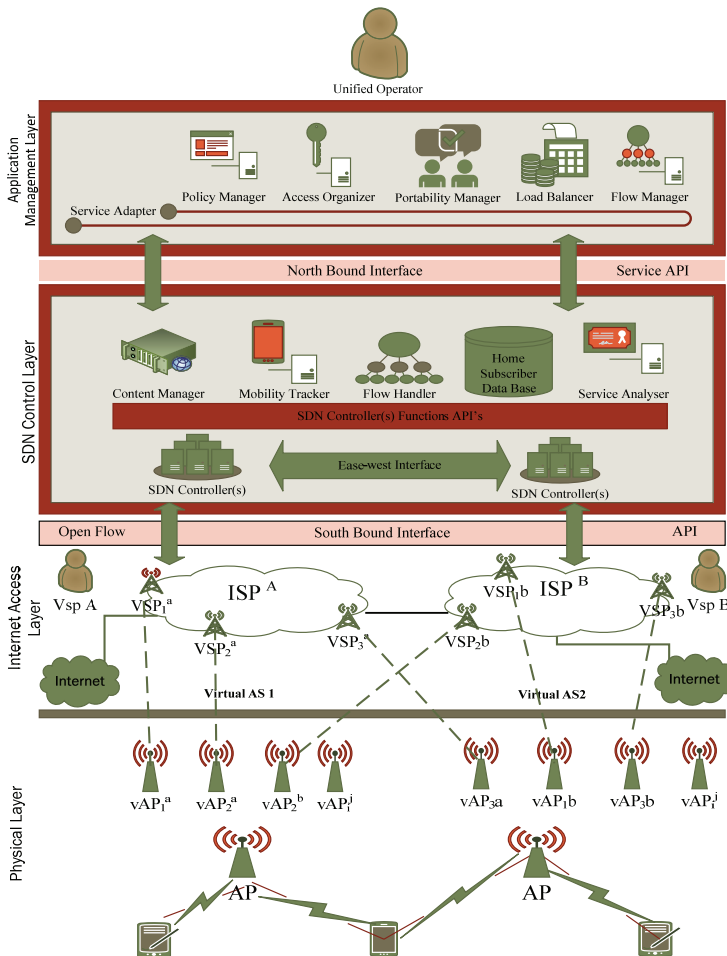 Unified Operator
Application
Management Layer
Policy Manager
Access Organizer
Portability Manager
Load Balancer
Flow Manager
Service Adapter
North Bound Interface
Service API
SDN Control Layer
Content Manager
Mobility Tracker
Flow Handler
Home
Subscriber
Data Base
Service Analyser
SDN Controller(s) Functions API's
Ease-west Interface
SDN Controller(s)
SDN Controller(s)
Open Flow
South Bound Interface
API
Internet Access
Layer
Vsp A
ISP A
ISP B
Vsp B
VSP1a
VSP2a
VSP3a
VSP1b
VSP2b
VSP3b
Internet
Internet
Virtual AS 1
Virtual AS2
Physical Layer
vAP1a
vAP2a
vAP2b
vAPij
vAP3a
vAP1b
vAP3b
vAPij
AP
AP